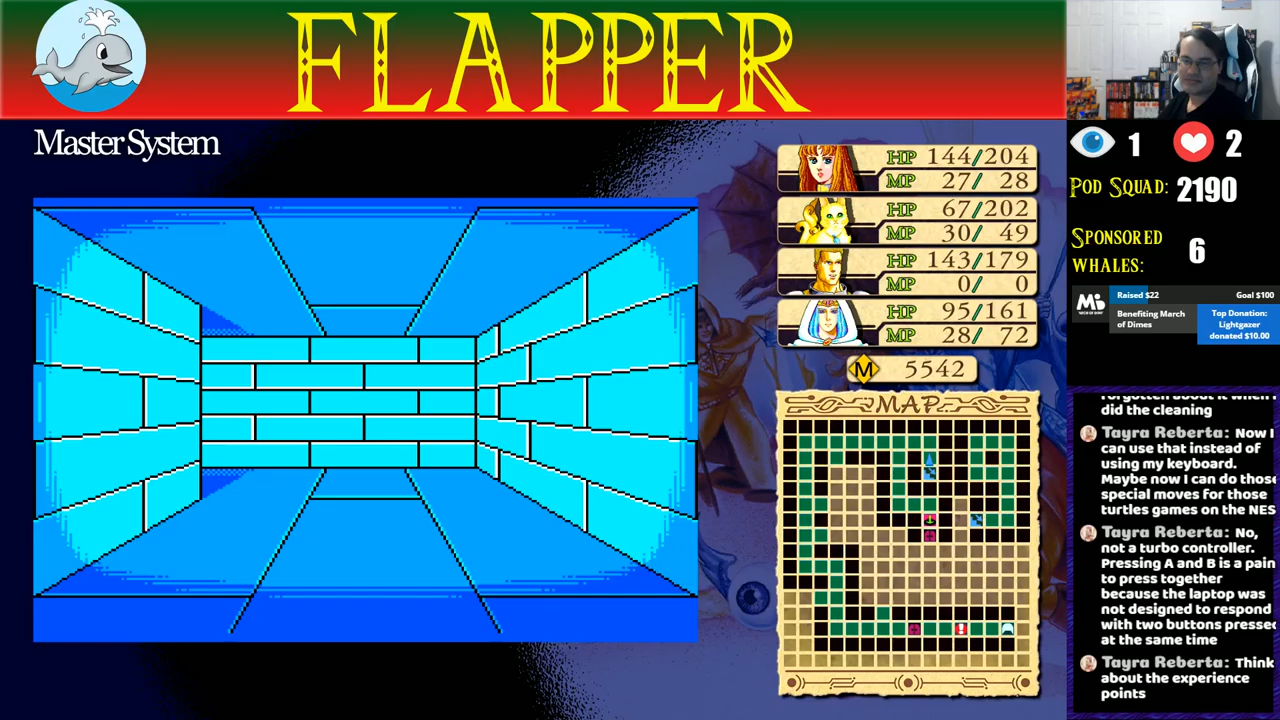 FLAPPER
Master System
HP 144/204
MP 27/ 28
HP 67/202
MP 30/ 49
HP 143/179
MP 0/ 0
HP 95/161
MP 28/ 72
M 5542
MAP
1 2
Pod Squad: 2190
Sponsored
Whales: 6
Raised $22 Goal $100
Benefiting March
of Dimes
Top Donation:
Lightgazer
donated $10.00
forgotten about it when I
did the cleaning
Tayra Reberta: Now I
can use that instead of
using my keyboard.
Maybe now I can do those
special moves for those
turtles games on the NES
Tayra Reberta: No,
not a turbo controller.
Pressing A and B is a pain
to press together
because the laptop was
not designed to respond
with two buttons pressed
at the same time
Tayra Reberta: Think
about the experience
points